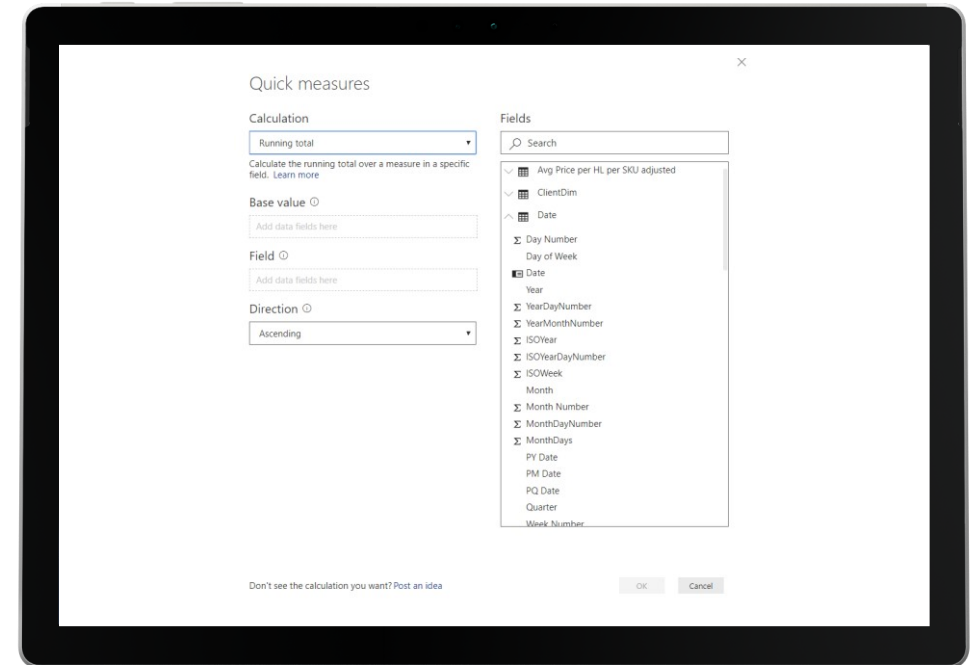 Quick measures
Calculation
Running total
Calculate the running total over a measure in a specific
field. Learn more
Base value
Add data fields here
Field
Add data fields here
Direction
Ascending
Fields
Search
Avg Price per HL per SKU adjusted
ClientDim
Date
Σ Day Number
Day of Week
Date
Year
Σ YearDayNumber
Σ YearMonthNumber
Σ ISOYear
Σ ISOYearDayNumber
Σ ISOWeek
Month
Σ Month Number
Σ MonthDayNumber
Σ MonthDays
PY Date
PM Date
PQ Date
Quarter
Week Number
Don't see the calculation you want? Post an idea
OK
Cancel